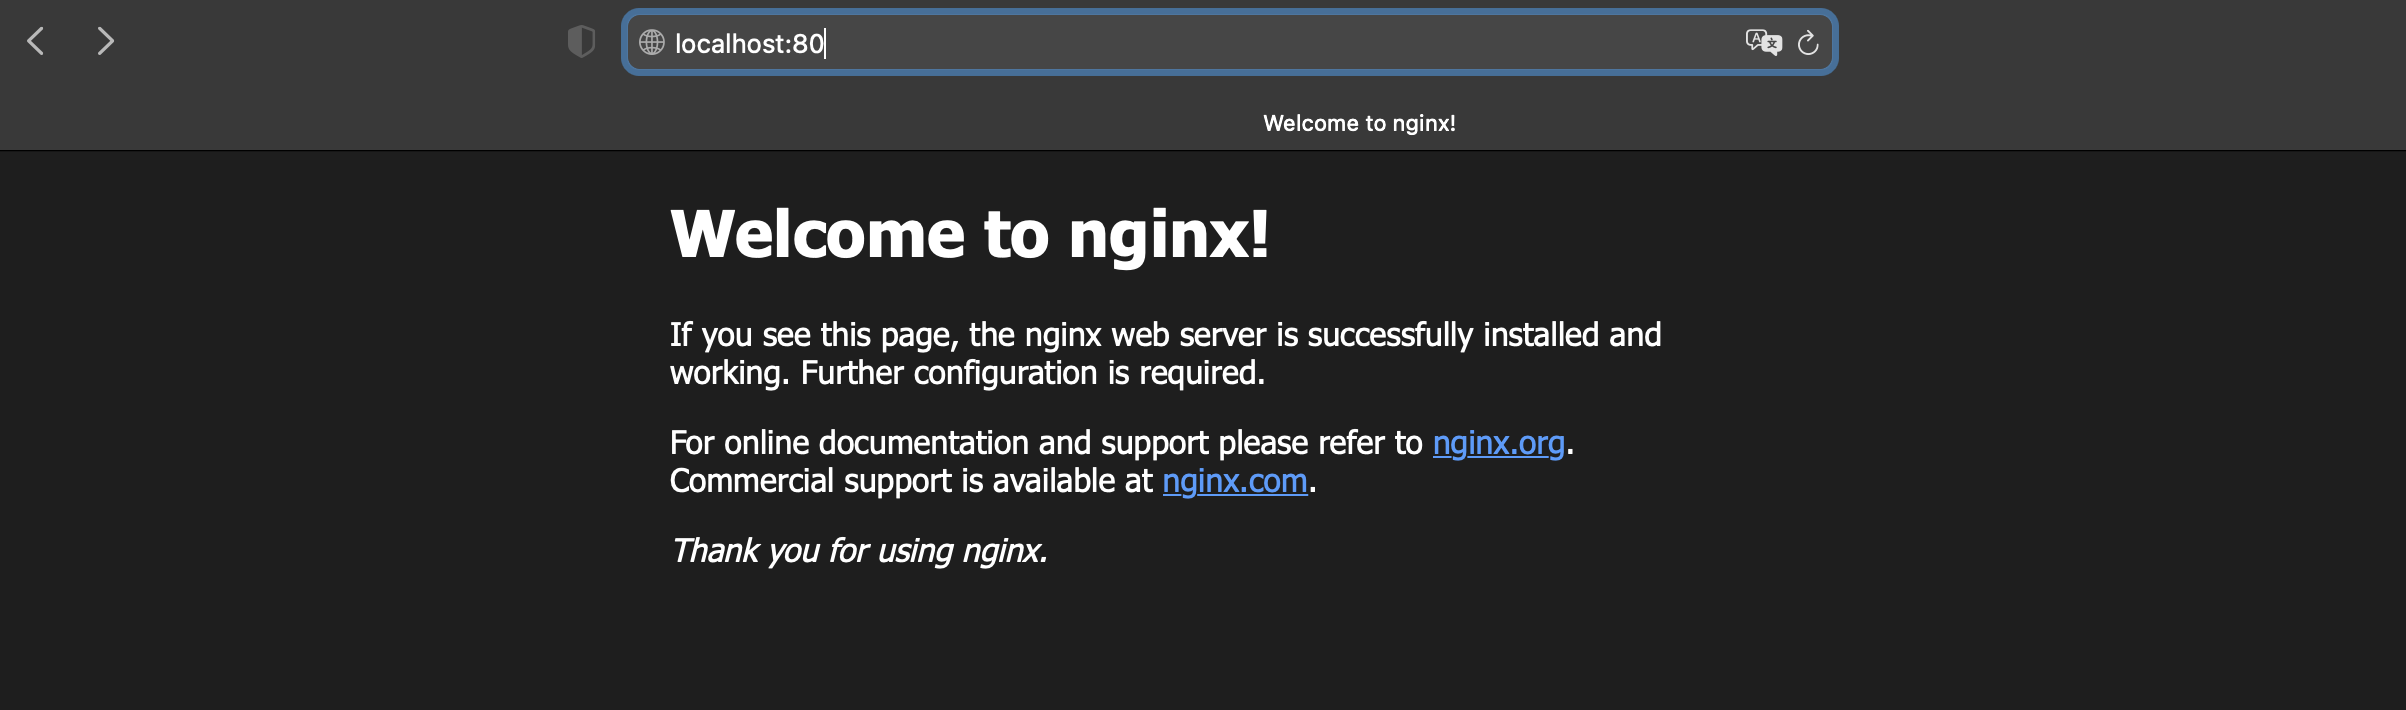 localhost:80
Welcome to nginx!
Welcome to nginx!
If you see this page, the nginx web server is successfully installed and
working. Further configuration is required.
For online documentation and support please refer to nginx.org.
Commercial support is available at nginx.com.
Thank you for using nginx.